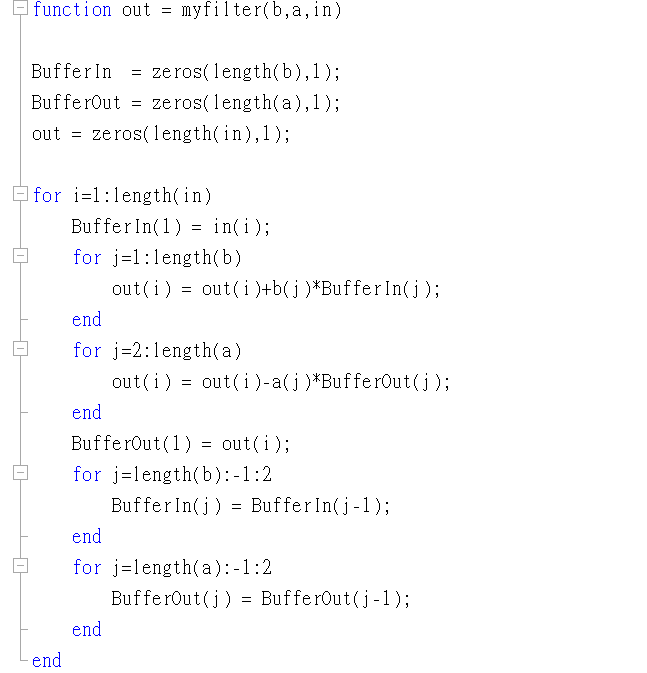 function out = myfilter(b,a,in)
BufferIn  = zeros(length(b),1);
BufferOut = zeros(length(a),1);
out = zeros(length(in),1);
for i=1:length(in)
    BufferIn(1) = in(i);
    for j=1:length(b)
        out(i) = out(i)+b(j)*BufferIn(j);
    end
    for j=2:length(a)
        out(i) = out(i)-a(j)*BufferOut(j);
    end
    BufferOut(1) = out(i);
    for j=length(b):-1:2
        BufferIn(j) = BufferIn(j-1);
    end
    for j=length(a):-1:2
        BufferOut(j) = BufferOut(j-1);
    end
end